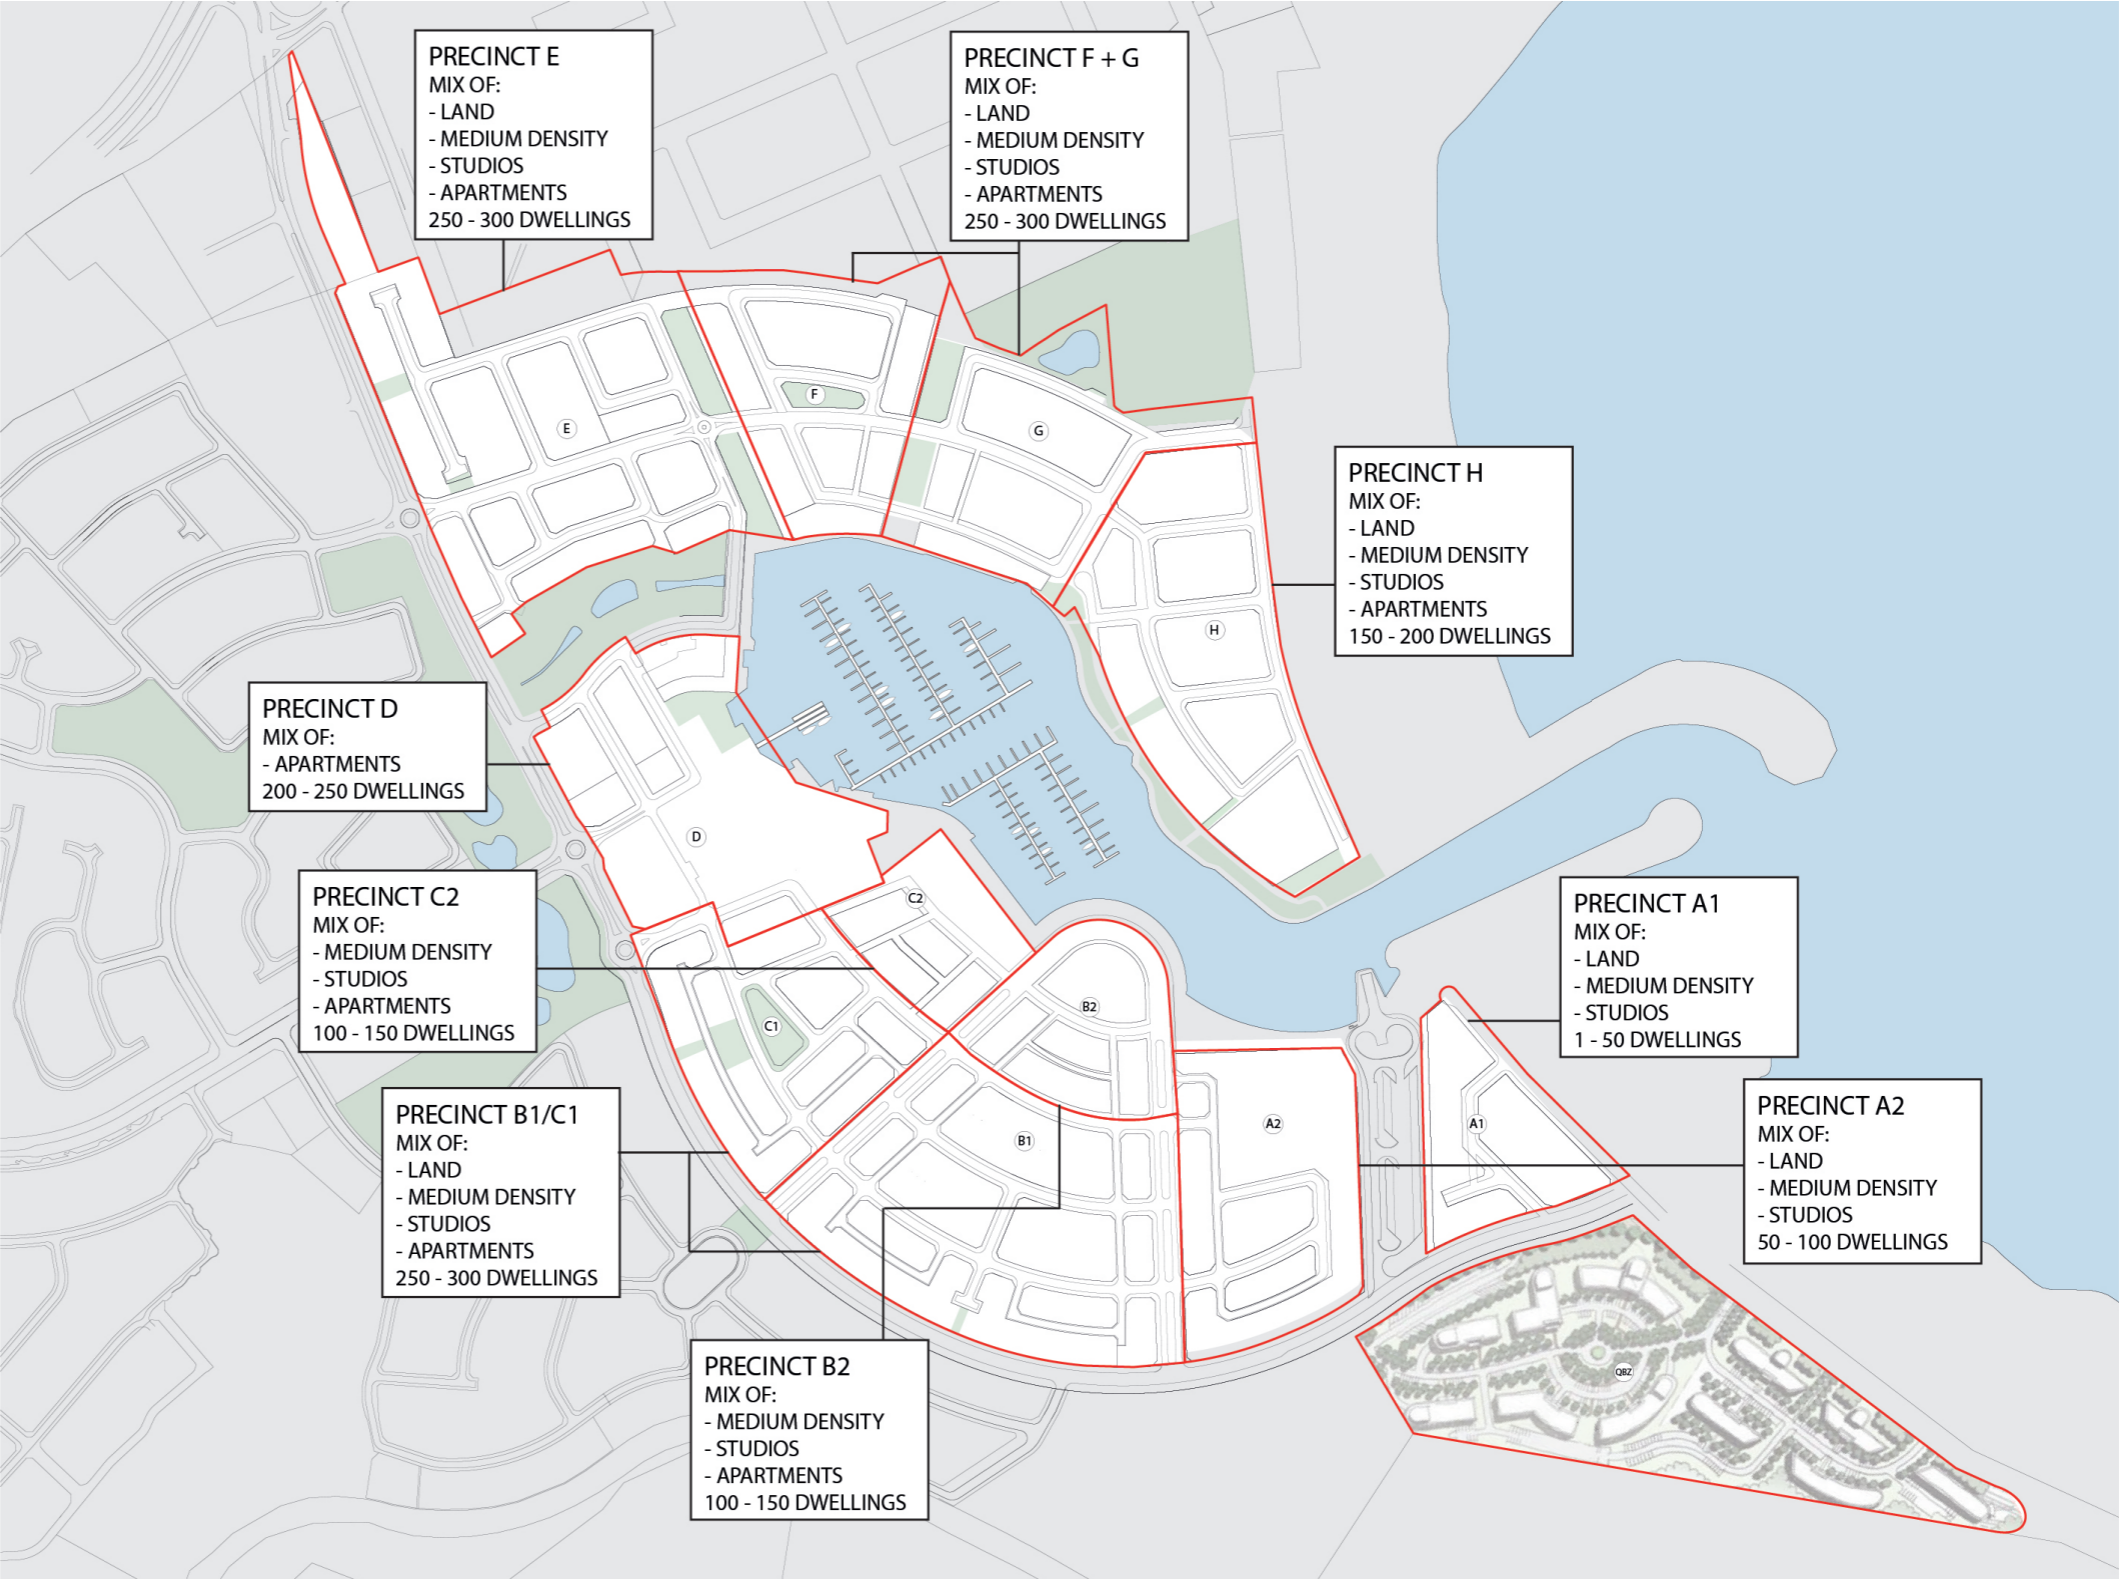 PRECINCT E
MIX OF:
- LAND
- MEDIUM DENSITY
- STUDIOS
- APARTMENTS
250 - 300 DWELLINGS
PRECINCT F + G
MIX OF:
- LAND
- MEDIUM DENSITY
- STUDIOS
- APARTMENTS
250 - 300 DWELLINGS
F
E
G
PRECINCT H
MIX OF:
- LAND
- MEDIUM DENSITY
- STUDIOS
- APARTMENTS
150 - 200 DWELLINGS
H
PRECINCT D
MIX OF:
- APARTMENTS
200 - 250 DWELLINGS
D
PRECINCT C2
MIX OF:
- MEDIUM DENSITY
- STUDIOS
- APARTMENTS
100 - 150 DWELLINGS
C2
PRECINCT A1
MIX OF:
- LAND
- MEDIUM DENSITY
- STUDIOS
1 - 50 DWELLINGS
B2
C1
PRECINCT B1/C1
MIX OF:
- LAND
- MEDIUM DENSITY
- STUDIOS
- APARTMENTS
250 - 300 DWELLINGS
B1
A2
A1
PRECINCT A2
MIX OF:
- LAND
- MEDIUM DENSITY
- STUDIOS
50 - 100 DWELLINGS
PRECINCT B2
MIX OF:
- MEDIUM DENSITY
- STUDIOS
- APARTMENTS
100 - 150 DWELLINGS
QBZ